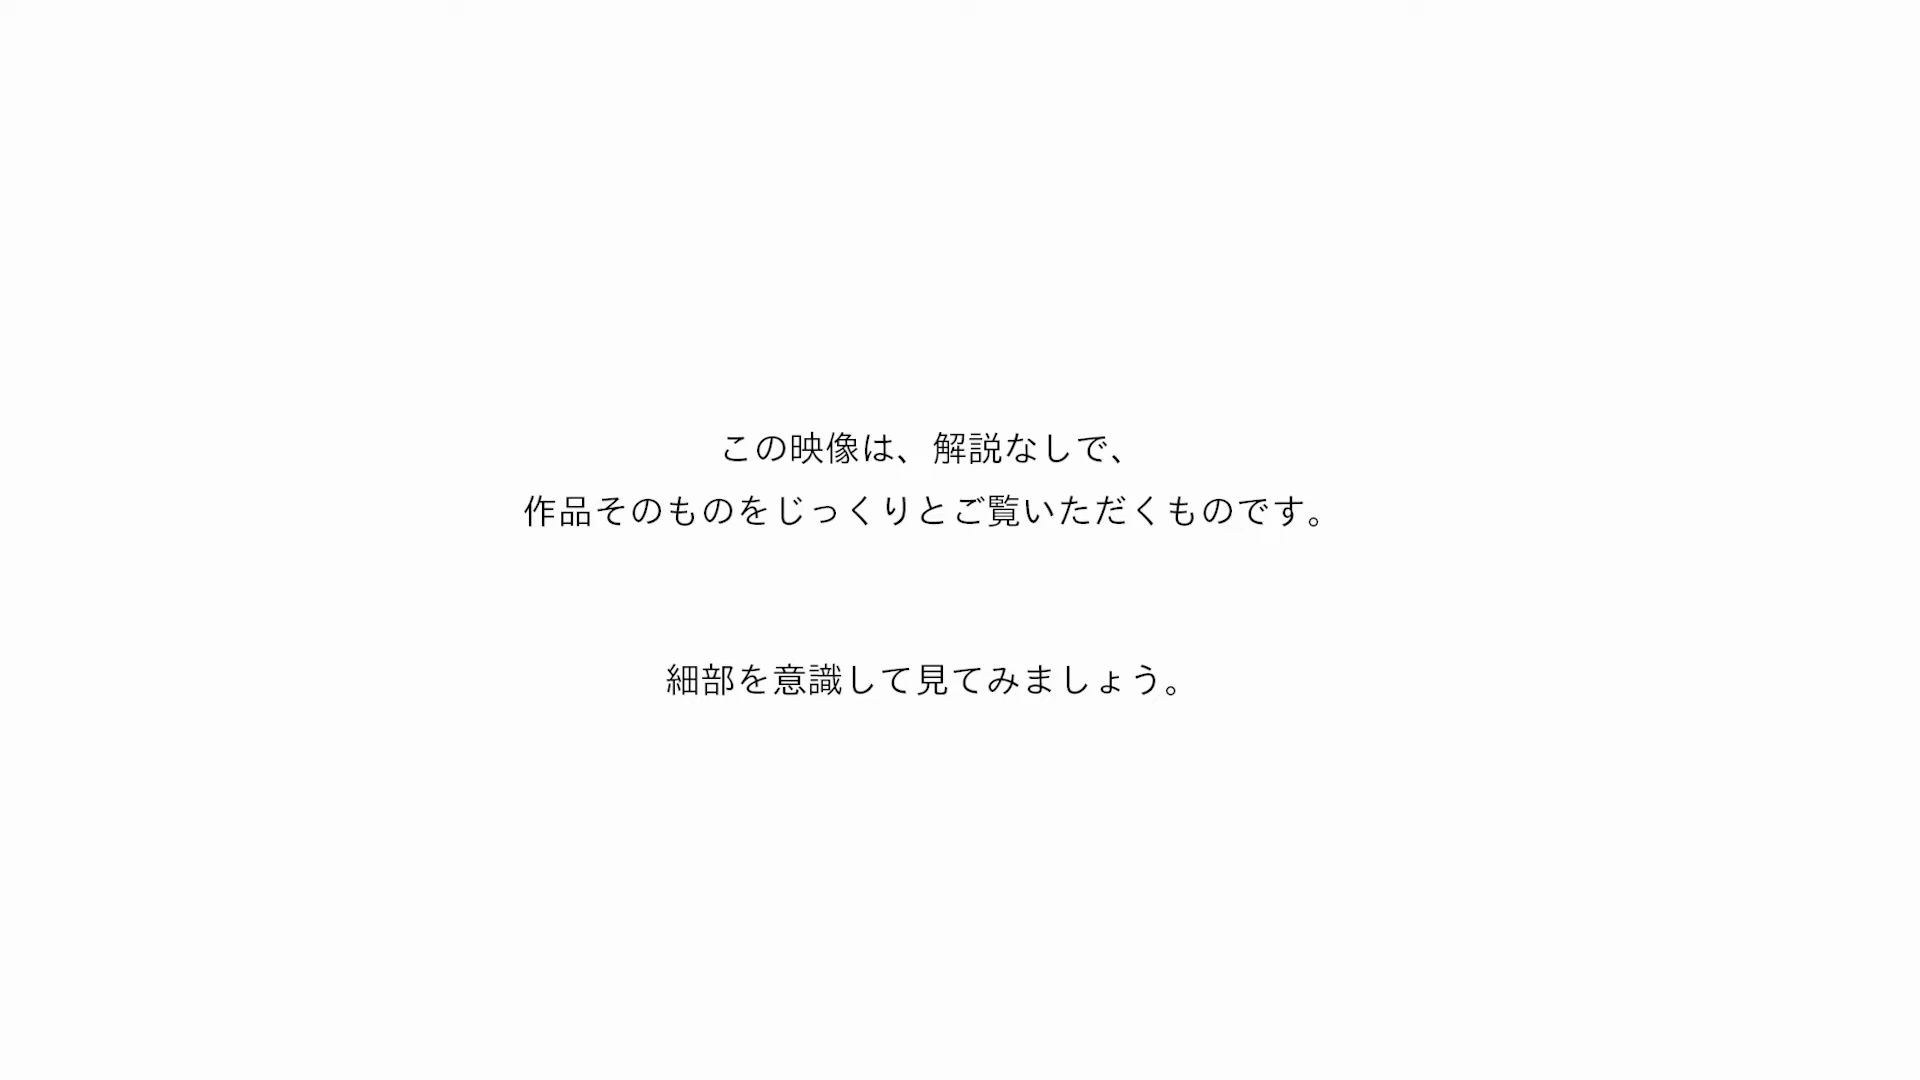 この映像は、解説なしで、
作品そのものをじっくりとご覧いただくものです。
細部を意識して見てみましょう。